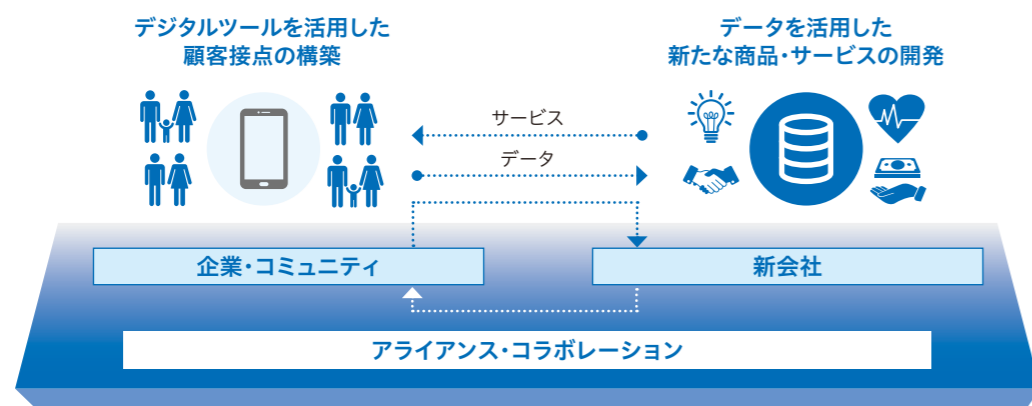 デジタルツールを活用した
顧客接点の構築
データを活用した
新たな商品・サービスの開発
サービス
データ
企業・コミュニティ
新会社
アライアンス・コラボレーション